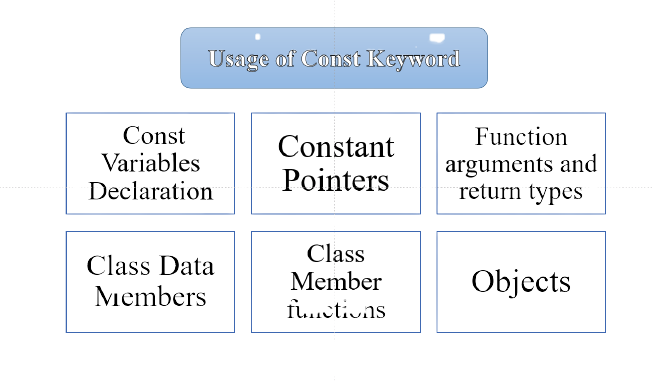 Usage of Const Keyword
Const
Variables
Declaration
Constant
Pointers
Function
arguments and
return types
Class Data
Members
Class
Member
functions
Objects